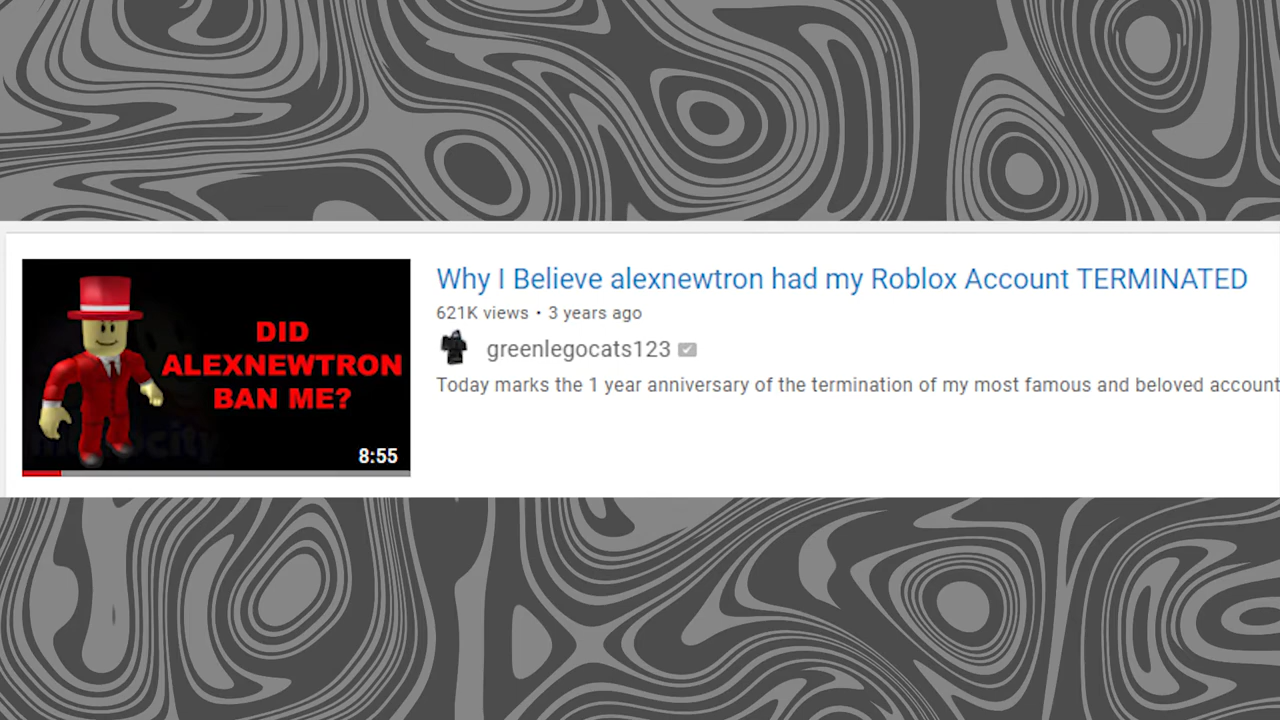 Why I Believe alexnewtron had my Roblox Account TERMINATED
621K views • 3 years ago
greenlegocats123
Today marks the 1 year anniversary of the termination of my most famous and beloved account
DID
ALEXNEWTRON
BAN ME?
8:55